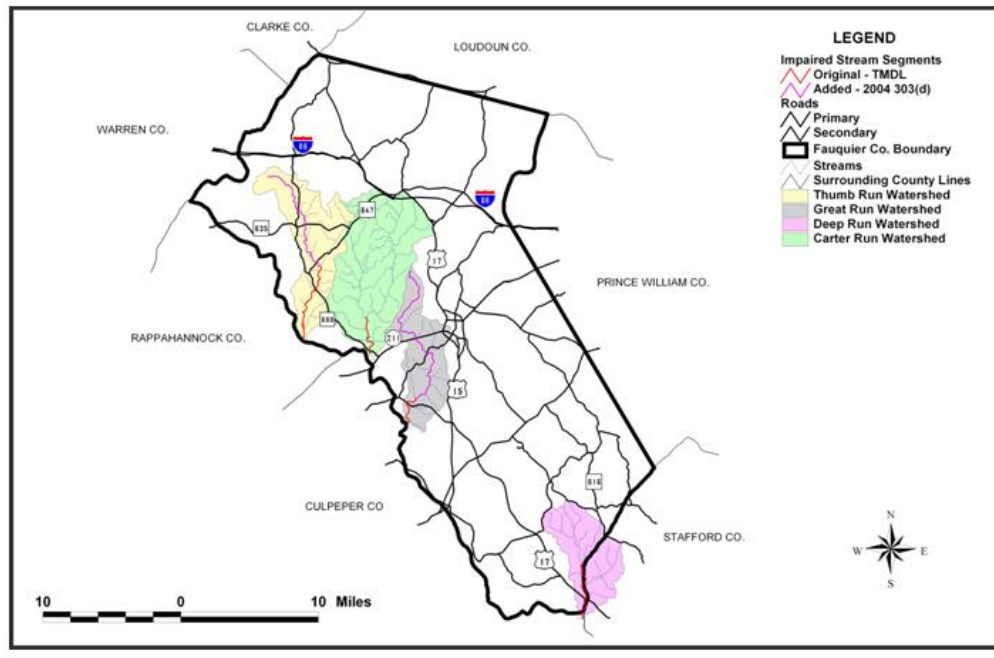 CLARKE CO.
LOUDOUN CO.
LEGEND
Impaired Stream Segments
Original - TMDL
Added - 2004 303(d)
Roads
Primary
Secondary
Fauquier Co. Boundary
Streams
Surrounding County Lines
Thumb Run Watershed
Great Run Watershed
Deep Run Watershed
Carter Run Watershed
WARREN CO.
66
66
647
635
17
PRINCE WILLIAM CO.
RAPPAHANNOCK CO.
688
211
15
616
CULPEPER CO
STAFFORD CO.
17
N
W
E
S
10
0
10 Miles